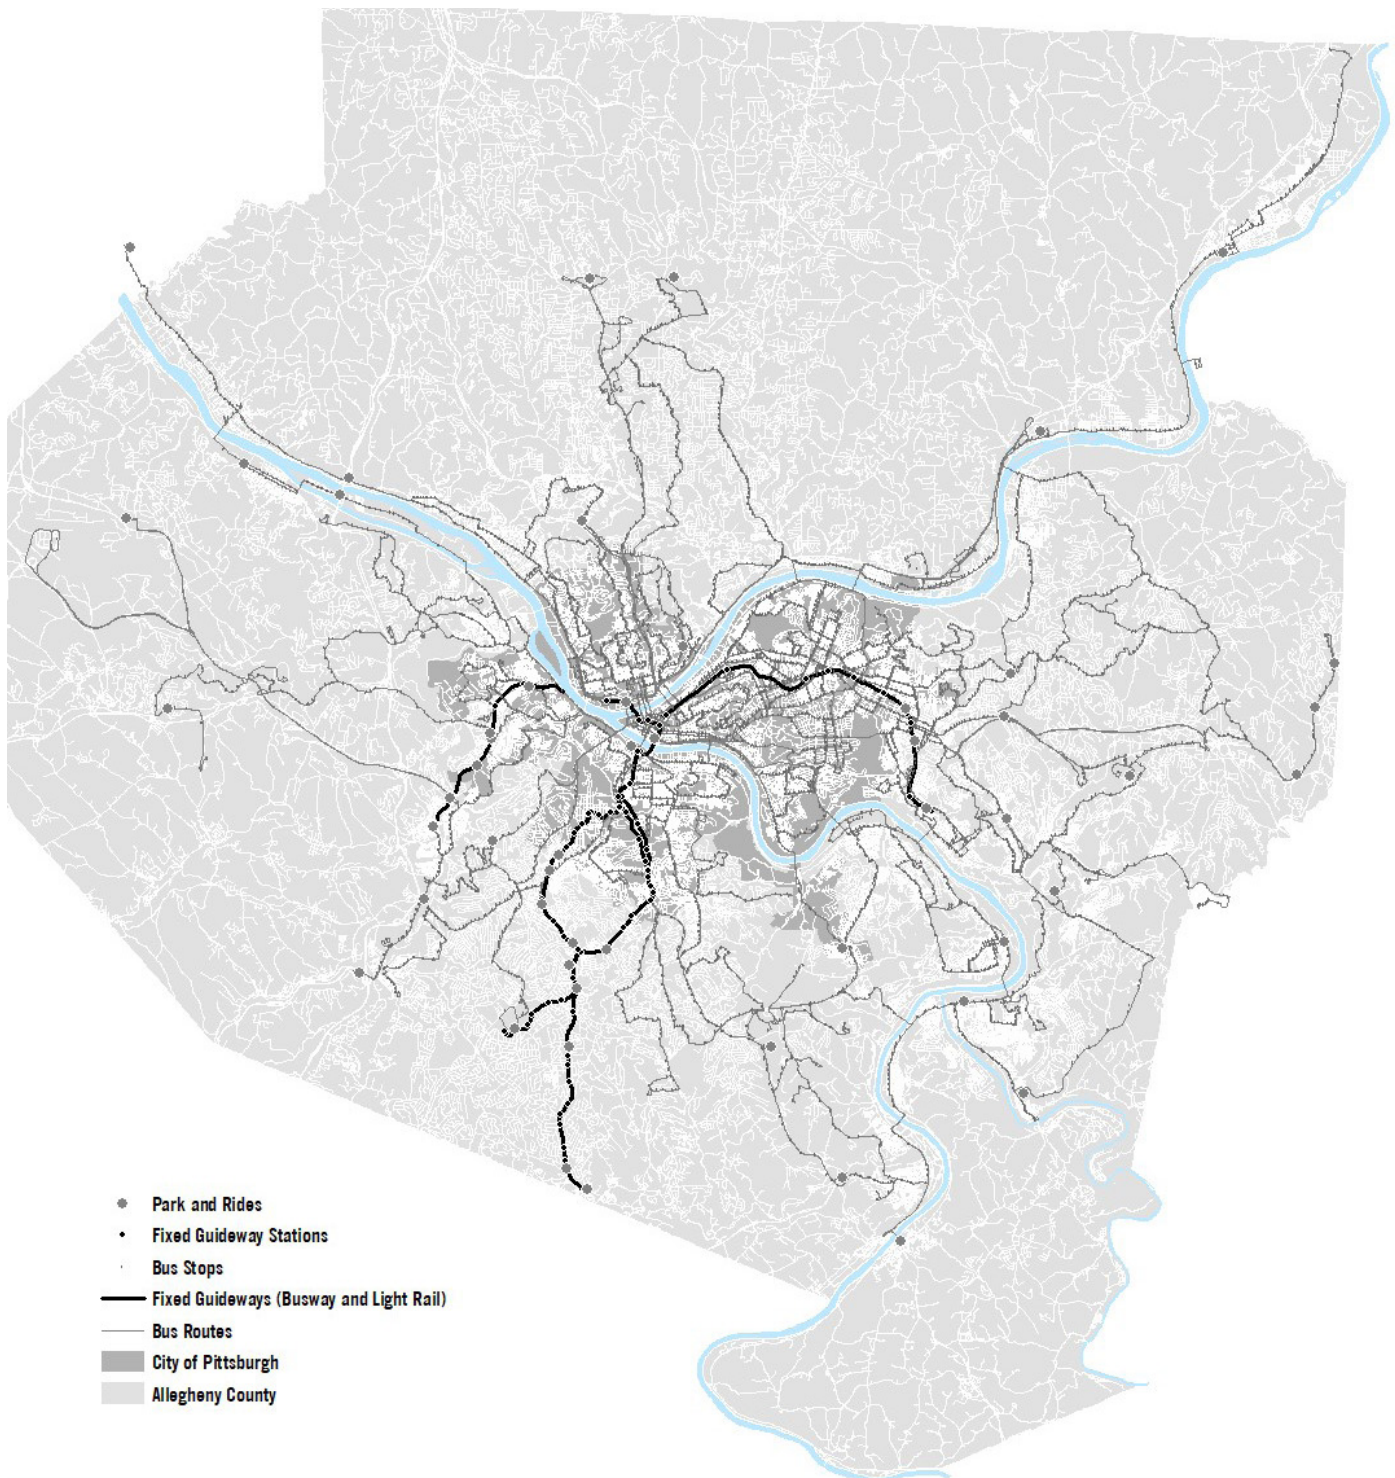 Park and Rides
Fixed Guideway Stations
Bus Stops
Fixed Guideways (Busway and Light Rail)
Bus Routes
City of Pittsburgh
Allegheny County